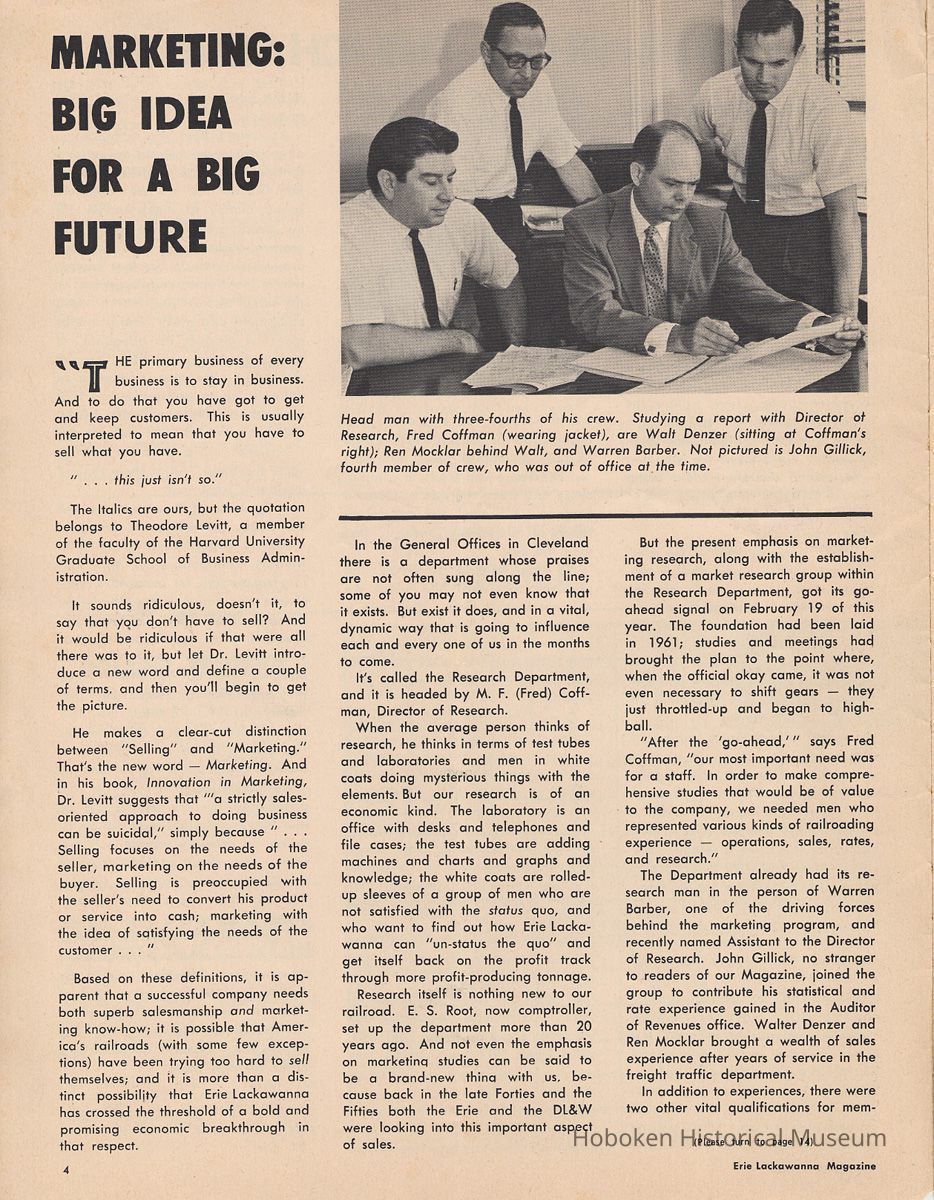 MARKETING:
BIG IDEA
FOR A BIG
FUTURE
Head man with three-fourths of his crew. Studying a report with Director of
Research, Fred Coffman (wearing jacket), are Walt Denzer (sitting at Coffman's
right); Ren Mocklar behind Walt, and Warren Barber. Not pictured is John Gillick,
fourth member of crew, who was out of office at the time.
"THE primary business of every
business is to stay in business.
And to do that you have got to get
and keep customers. This is usually
interpreted to mean that you have to
sell what you have.
" . . . this just isn't so."
The Italics are ours, but the quotation
belongs to Theodore Levitt, a member
of the faculty of the Harvard University
Graduate School of Business Admin-
istration.
It sounds ridiculous, doesn't it, to
say that you don't have to sell? And
it would be ridiculous if that were all
there was to it, but let Dr. Levitt intro-
duce a new word and define a couple
of terms, and then you'll begin to get
the picture.
He makes a clear-cut distinction
between "Selling" and "Marketing."
That's the new word — Marketing. And
in his book, Innovation in Marketing,
Dr. Levitt suggests that "'a strictly sales-
oriented approach to doing business
can be suicidal," simply because " . . .
Selling focuses on the needs of the
seller, marketing on the needs of the
buyer. Selling is preoccupied with
the seller's need to convert his product
or service into cash; marketing with
the idea of satisfying the needs of the
customer . . . "
Based on these definitions, it is ap-
parent that a successful company needs
both superb salesmanship and market-
ing know-how; it is possible that Amer-
ica's railroads (with some few excep-
tions) have been trying too hard to sell
themselves; and it is more than a dis-
tinct possibility that Erie Lackawanna
has crossed the threshold of a bold and
promising economic breakthrough in
that respect.
In the General Offices in Cleveland
there is a department whose praises
are not often sung along the line;
some of you may not even know that
it exists. But exist it does, and in a vital,
dynamic way that is going to influence
each and every one of us in the months
to come.
It's called the Research Department,
and it is headed by M. F. (Fred) Coff-
man, Director of Research.
When the average person thinks of
research, he thinks in terms of test tubes
and laboratories and men in white
coats doing mysterious things with the
elements. But our research is of an
economic kind. The laboratory is an
office with desks and telephones and
file cases; the test tubes are adding
machines and charts and graphs and
knowledge; the white coats are rolled-
up sleeves of a group of men who are
not satisfied with the status quo, and
who want to find out how Erie Lacka-
wanna can "un-status the quo" and
get itself back on the profit track
through more profit-producing tonnage.
Research itself is nothing new to our
railroad. E. S. Root, now comptroller,
set up the department more than 20
years ago. And not even the emphasis
on marketing studies can be said to
be a brand-new thing with us, be-
cause back in the late Forties and the
Fifties both the Erie and the DL&W
were looking into this important aspect
of sales.
But the present emphasis on market-
ing research, along with the establish-
ment of a market research group within
the Research Department, got its go-
ahead signal on February 19 of this
year. The foundation had been laid
in 1961; studies and meetings had
brought the plan to the point where,
when the official okay came, it was not
even necessary to shift gears — they
just throttled-up and began to high-
ball.
"After the 'go-ahead,'" says Fred
Coffman, "our most important need was
for a staff. In order to make compre-
hensive studies that would be of value
to the company, we needed men who
represented various kinds of railroading
experience — operations, sales, rates,
and research."
The Department already had its re-
search man in the person of Warren
Barber, one of the driving forces
behind the marketing program, and
recently named Assistant to the Director
of Research. John Gillick, no stranger
to readers of our Magazine, joined the
group to contribute his statistical and
rate experience gained in the Auditor
of Revenues office. Walter Denzer and
Ren Mocklar brought a wealth of sales
experience after years of service in the
freight traffic department.
In addition to experiences, there were
two other vital qualifications for mem-
(Please turn to page 14)
Hoboken Historical Museum
4
Erie Lackawanna Magazine